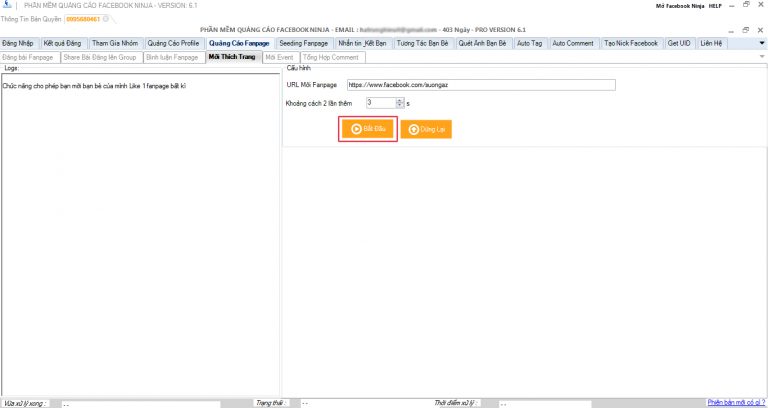 PHẦN MỀM QUẢNG CÁO FACEBOOK NINJA - VERSION: 6.1
Mở Facebook Ninja HELP
Thông Tin Bản Quyền: 0995680461
PHẦN MỀM QUẢNG CÁO FACEBOOK NINJA - EMAIL : - 403 Ngày - PRO VERSION 6.1
Đăng Nhập Kết quả Đăng Tham Gia Nhóm Quảng Cáo Profile Quảng Cáo Fanpage Seeding Fanpage Nhắn tin _Kết Bạn Tương Tác Bạn Bè Quét Ảnh Bạn Bè Auto Tag Auto Comment Tạo Nick Facebook Get UID Liên Hệ
Đăng bài Fanpage Share Bài Đăng lên Group Bình luận Fanpage Mời Thích Trang Mời Event Tổng Hợp Comment
Logs:
Chức năng cho phép bạn mời bạn bè của mình Like 1 fanpage bất kì
Cấu hình
URL Mời Fanpage https://www.facebook.com/auongaz
Khoảng cách 2 lần thêm 3 s
Bắt Đầu Dừng Lại
Vừa xử lý xong : - - Trạng thái : - - Thời điểm xử lý : - - Phiên bản mới có gì ?